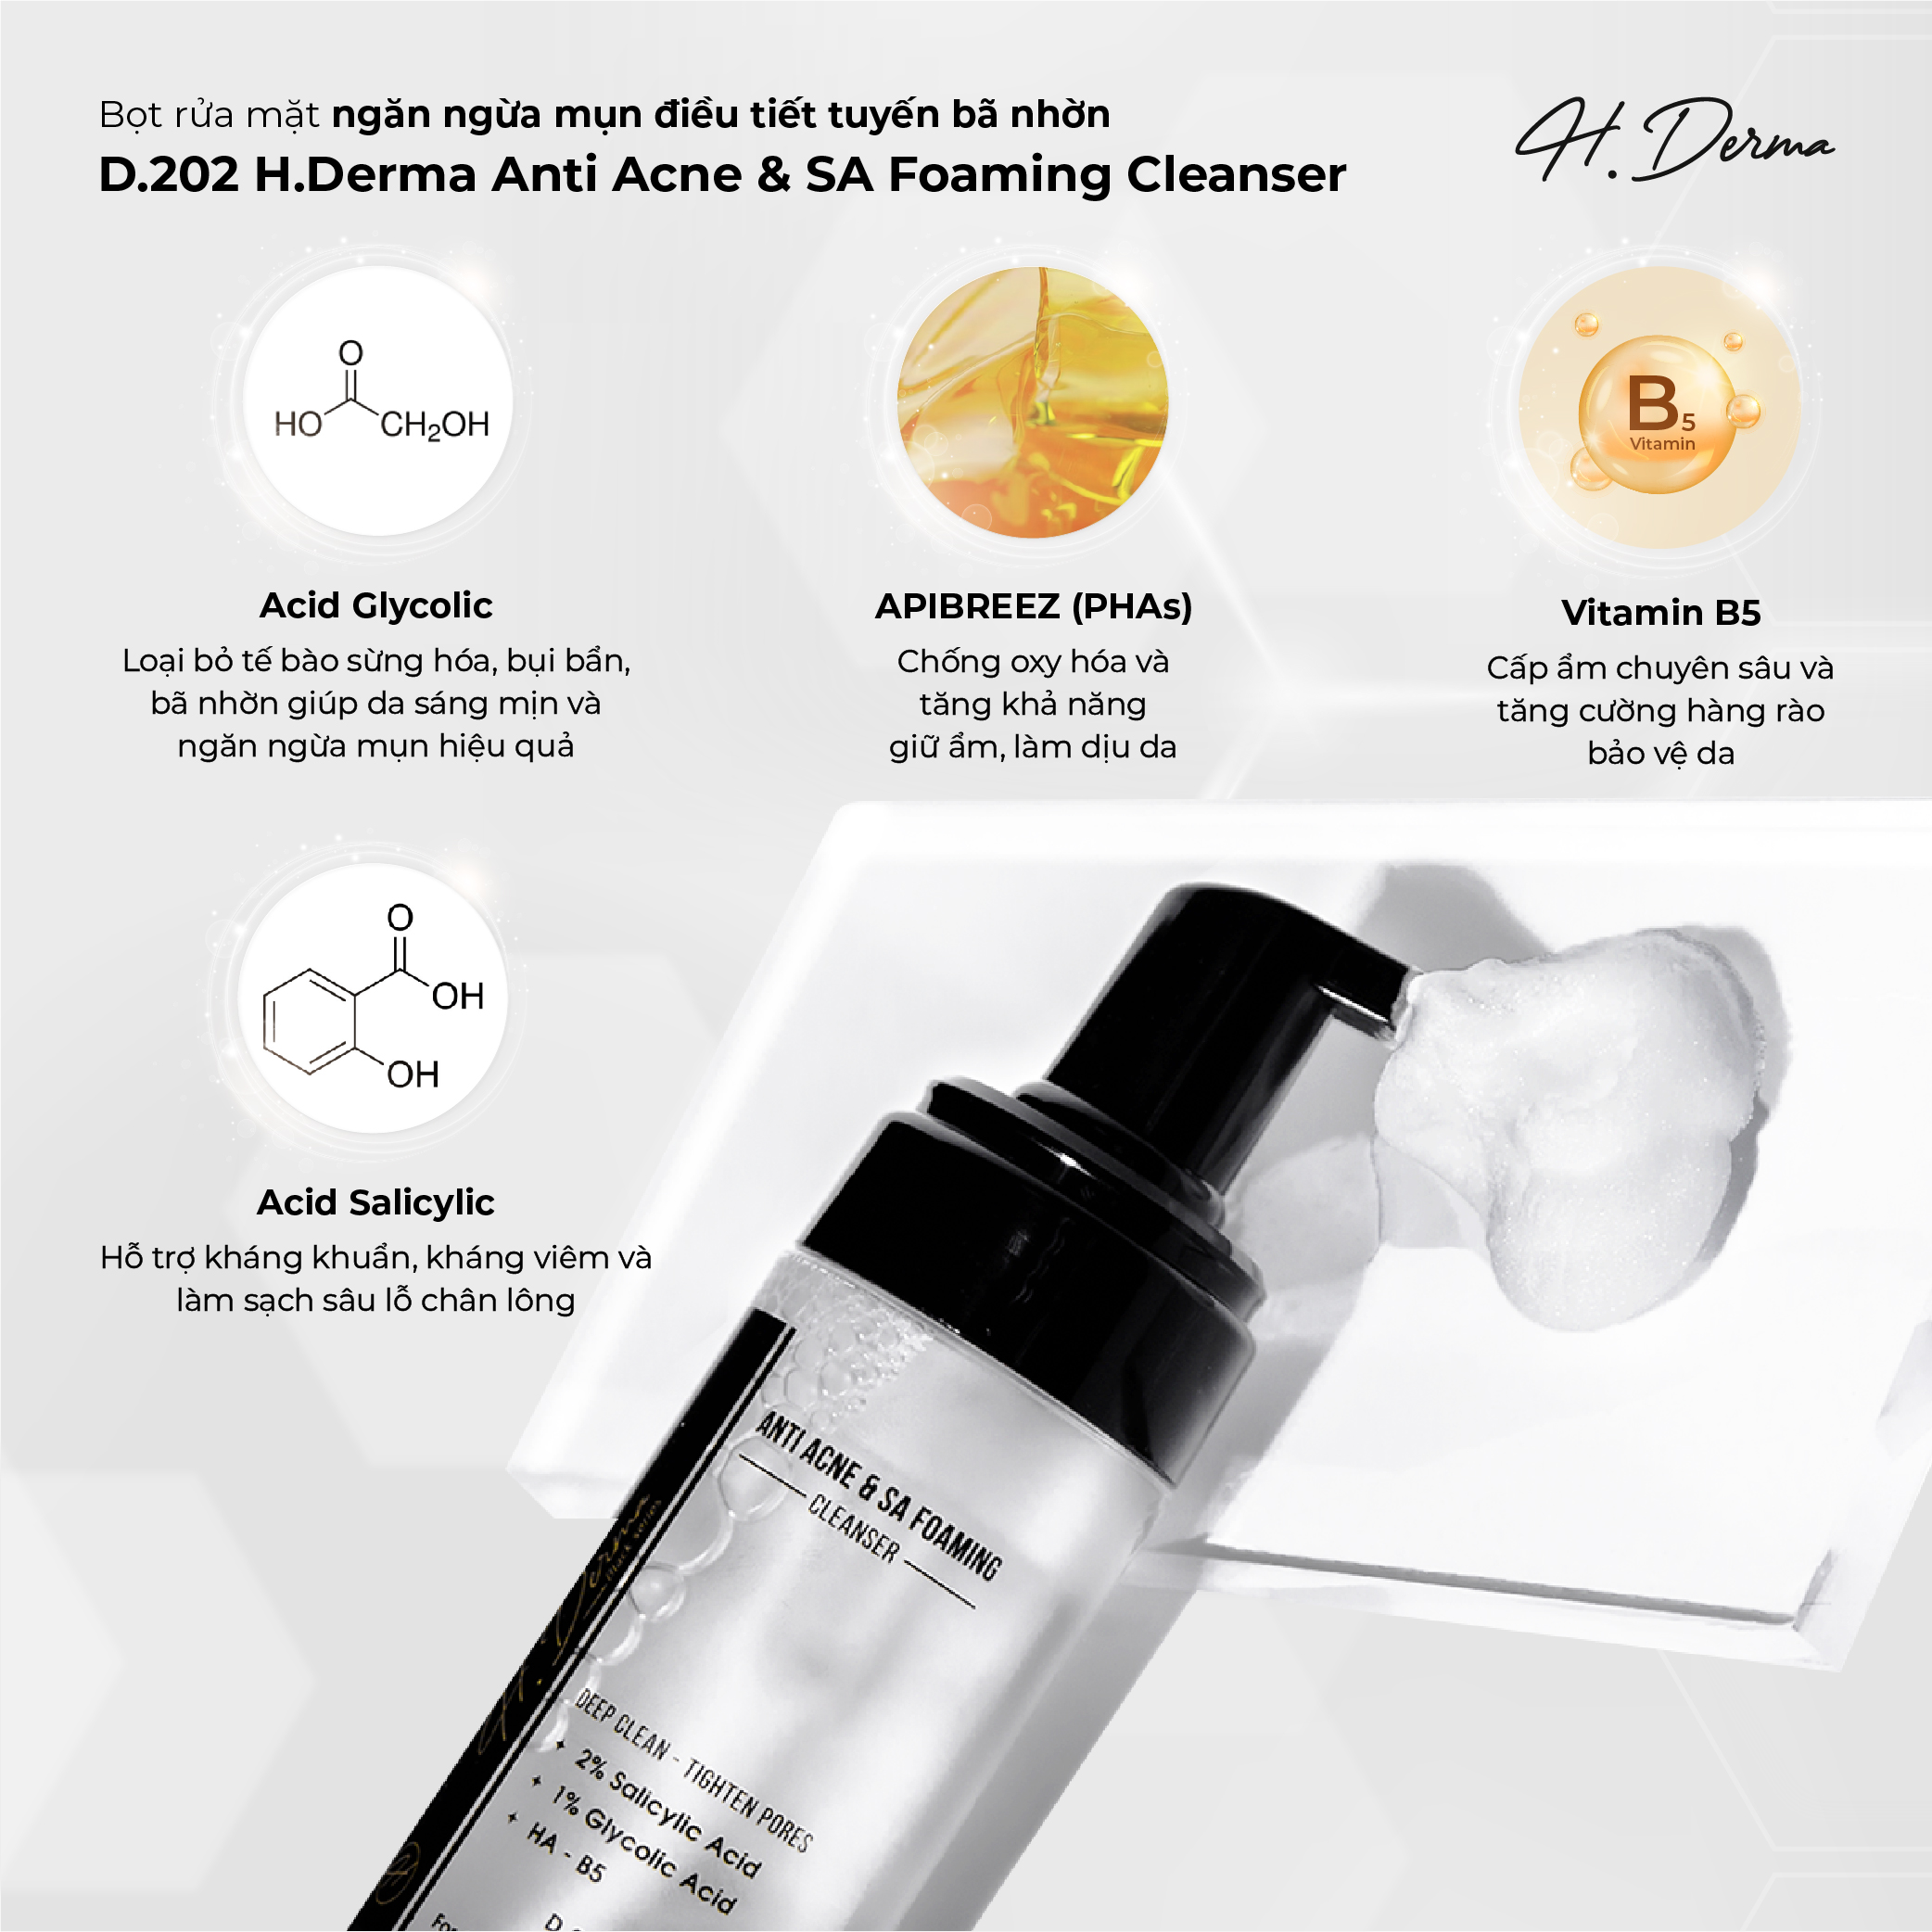 Bọt rửa mặt ngăn ngừa mụn điều tiết tuyến bã nhờn
D.202 H.Derma Anti Acne & SA Foaming Cleanser
H. Derma
O
HO
CH2OH
B5
Vitamin
Acid Glycolic
Loại bỏ tế bào sừng hóa, bụi bẩn,
bã nhờn giúp da sáng mịn và
ngăn ngừa mụn hiệu quả
APIBREEZ (PHAs)
Chống oxy hóa và
tăng khả năng
giữ ẩm, làm dịu da
Vitamin B5
Cấp ẩm chuyên sâu và
tăng cường hàng rào
bảo vệ da
O
OH
OH
Acid Salicylic
Hỗ trợ kháng khuẩn, kháng viêm và
làm sạch sâu lỗ chân lông
H. Derma
Black Series
ANTI ACNE & SA FOAMING
CLEANSER
DEEP CLEAN - TIGHTEN PORES
2% Salicylic Acid
1% Glycolic Acid
HA - B5